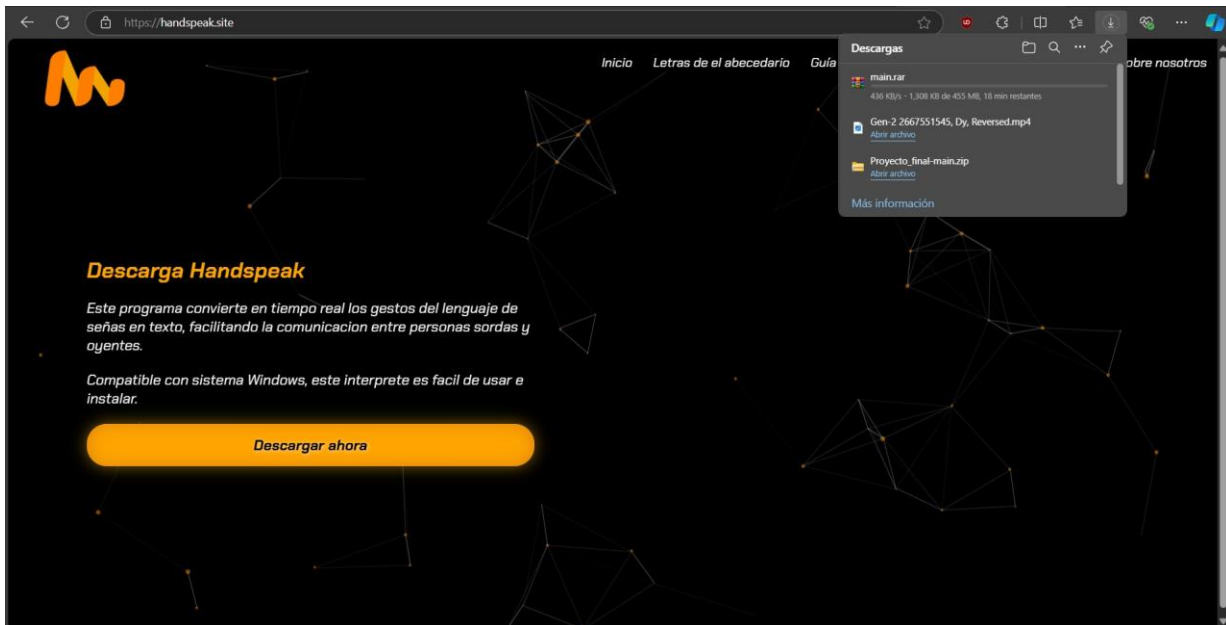 https://handspeak.site
Inicio Letras de el abecedario Guía obre nosotros
Descargas
main.rar
436 KB/s - 1,308 KB de 455 MB, 18 min restantes
Gen-2 2667551545, Dy, Reversed.mp4
Abrir archivo
Proyecto_final-main.zip
Abrir archivo
Más información
Descarga Handspeak
Este programa convierte en tiempo real los gestos del lenguaje de
señas en texto, facilitando la comunicacion entre personas sordas y
oyentes.
Compatible con sistema Windows, este interprete es facil de usar e
instalar.
Descargar ahora